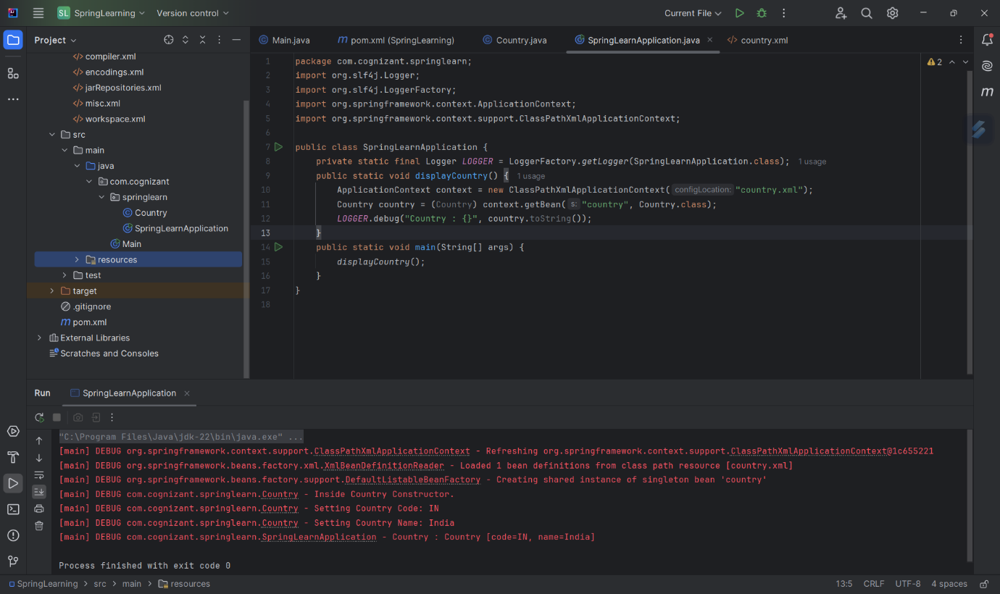 SL SpringLearning Version control Current File
Project
compiler.xml
encodings.xml
jarRepositories.xml
misc.xml
workspace.xml
src
main
java
com.cognizant
springlearn
Country
SpringLearnApplication
Main
resources
test
target
.gitignore
pom.xml
External Libraries
Scratches and Consoles
Main.java pom.xml (SpringLearning) Country.java SpringLearnApplication.java country.xml
2
1 package com.cognizant.springlearn;
2 import org.slf4j.Logger;
3 import org.slf4j.LoggerFactory;
4 import org.springframework.context.ApplicationContext;
5 import org.springframework.context.support.ClassPathXmlApplicationContext;
6
7 public class SpringLearnApplication {
8 private static final Logger LOGGER = LoggerFactory.getLogger(SpringLearnApplication.class); 1 usage
9 public static void displayCountry() { 1 usage
10 ApplicationContext context = new ClassPathXmlApplicationContext( configLocation: "country.xml");
11 Country country = (Country) context.getBean( s: "country", Country.class);
12 LOGGER.debug("Country : {}", country.toString());
13 }
14 public static void main(String[] args) {
15 displayCountry();
16 }
17 }
18
Run SpringLearnApplication
"C:\Program Files\Java\jdk-22\bin\java.exe" ...
[main] DEBUG org.springframework.context.support.ClassPathXmlApplicationContext - Refreshing org.springframework.context.support.ClassPathXmlApplicationContext@1c655221
[main] DEBUG org.springframework.beans.factory.xml.XmlBeanDefinitionReader - Loaded 1 bean definitions from class path resource [country.xml]
[main] DEBUG org.springframework.beans.factory.support.DefaultListableBeanFactory - Creating shared instance of singleton bean 'country'
[main] DEBUG com.cognizant.springlearn.Country - Inside Country Constructor.
[main] DEBUG com.cognizant.springlearn.Country - Setting Country Code: IN
[main] DEBUG com.cognizant.springlearn.Country - Setting Country Name: India
[main] DEBUG com.cognizant.springlearn.SpringLearnApplication - Country : Country [code=IN, name=India]
Process finished with exit code 0
SpringLearning > src > main > resources 13:5 CRLF UTF-8 4 spaces